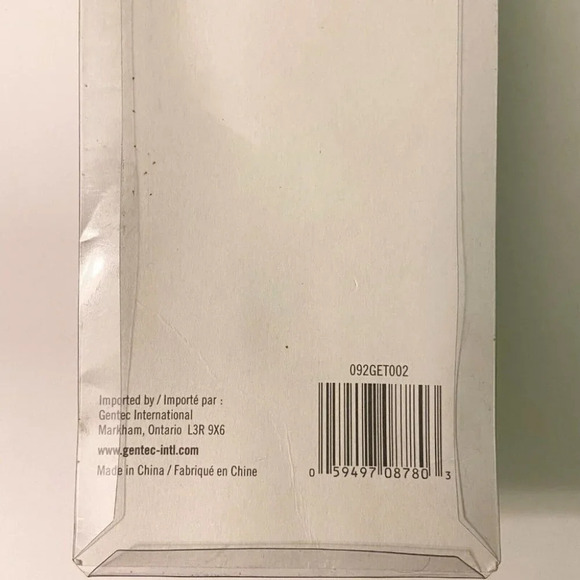 092GET002
Imported by / Importé par :
Gentec International
Markham, Ontario L3R 9X6
www.gentec-intl.com
Made in China / Fabriqué en Chine
0 59497 08780 3